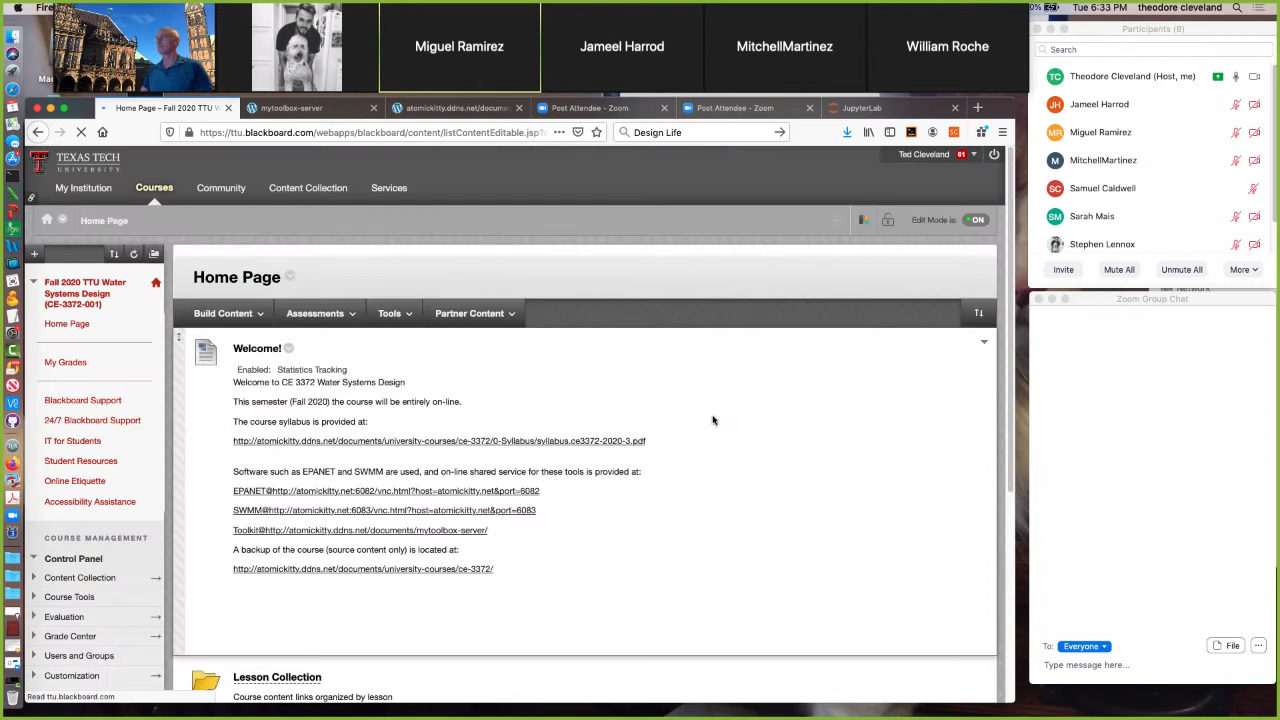 Fire
Tue 6:33 PM
theodore cleveland
Miguel Ramirez
Jameel Harrod
MitchellMartinez
William Roche
Home Page – Fall 2020 TTU W
mytoolbox-server
atomickitty.ddns.net/docume
Post Attendee - Zoom
Post Attendee - Zoom
JupyterLab
https://ttu.blackboard.com/webapps/blackboard/content/listContentEditable.jsp?
Design Life
TEXAS TECH
UNIVERSITY
Ted Cleveland
61
My Institution
Courses
Community
Content Collection
Services
Home Page
Edit Mode is:
ON
Fall 2020 TTU Water
Systems Design
(CE-3372-001)
Home Page
My Grades
Blackboard Support
24/7 Blackboard Support
IT for Students
Student Resources
Online Etiquette
Accessibility Assistance
COURSE MANAGEMENT
Control Panel
Content Collection
Course Tools
Evaluation
Grade Center
Users and Groups
Customization
Read ttu.blackboard.com
Home Page
Build Content
Assessments
Tools
Partner Content
Welcome!
Enabled: Statistics Tracking
Welcome to CE 3372 Water Systems Design
This semester (Fall 2020) the course will be entirely on-line.
The course syllabus is provided at:
http://atomickitty.ddns.net/documents/university-courses/ce-3372/0-Syllabus/syllabus.ce3372-2020-3.pdf
Software such as EPANET and SWMM are used, and on-line shared service for these tools is provided at:
EPANET@http://atomickitty.net:6082/vnc.html?host=atomickitty.net&port=6082
SWMM@http://atomickitty.net:6083/vnc.html?host=atomickitty.net&port=6083
Toolkit@http://atomickitty.ddns.net/documents/mytoolbox-server/
A backup of the course (source content only) is located at:
http://atomickitty.ddns.net/documents/university-courses/ce-3372/
Lesson Collection
Course content links organized by lesson
Participants (8)
Search
TC Theodore Cleveland (Host, me)
JH Jameel Harrod
MR Miguel Ramirez
M MitchellMartinez
SC Samuel Caldwell
SM Sarah Mais
Stephen Lennox
Invite
Mute All
Unmute All
More
Zoom Group Chat
To:
Everyone
File
Type message here...